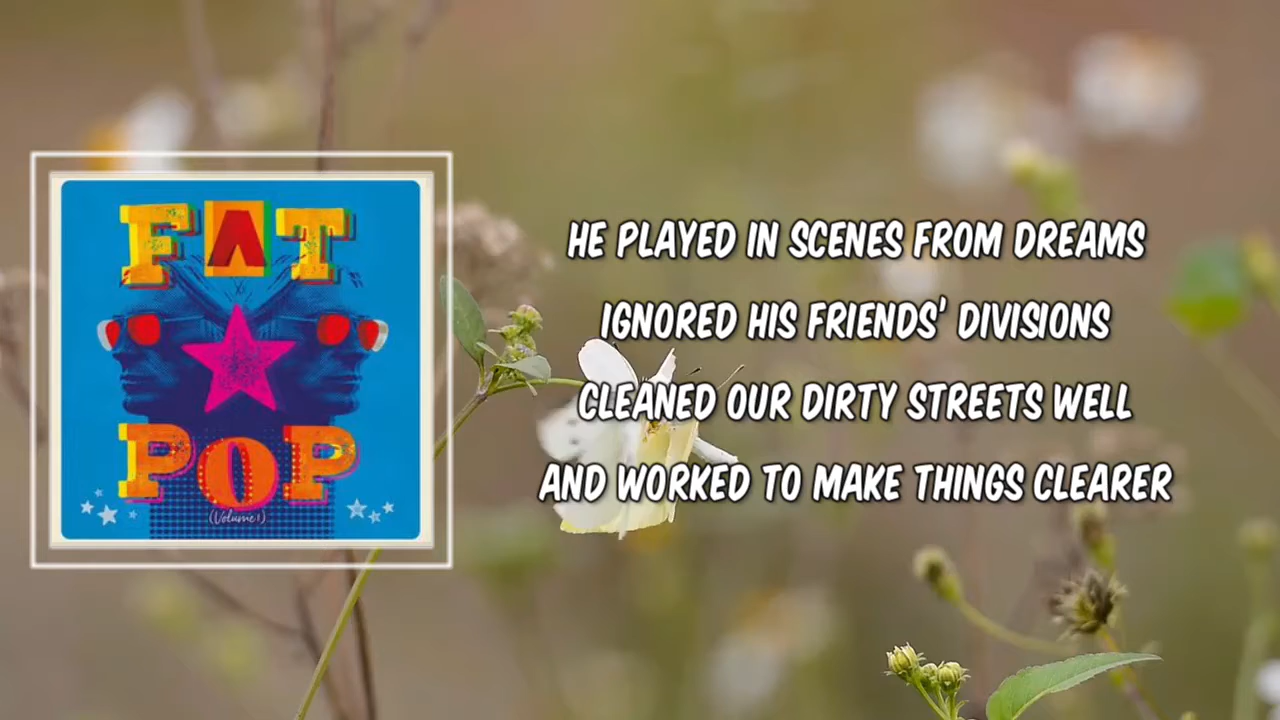 FAT
POP
(Volume 1)
HE PLAYED IN SCENES FROM DREAMS
IGNORED HIS FRIENDS' DIVISIONS
CLEANED OUR DIRTY STREETS WELL
AND WORKED TO MAKE THINGS CLEARER